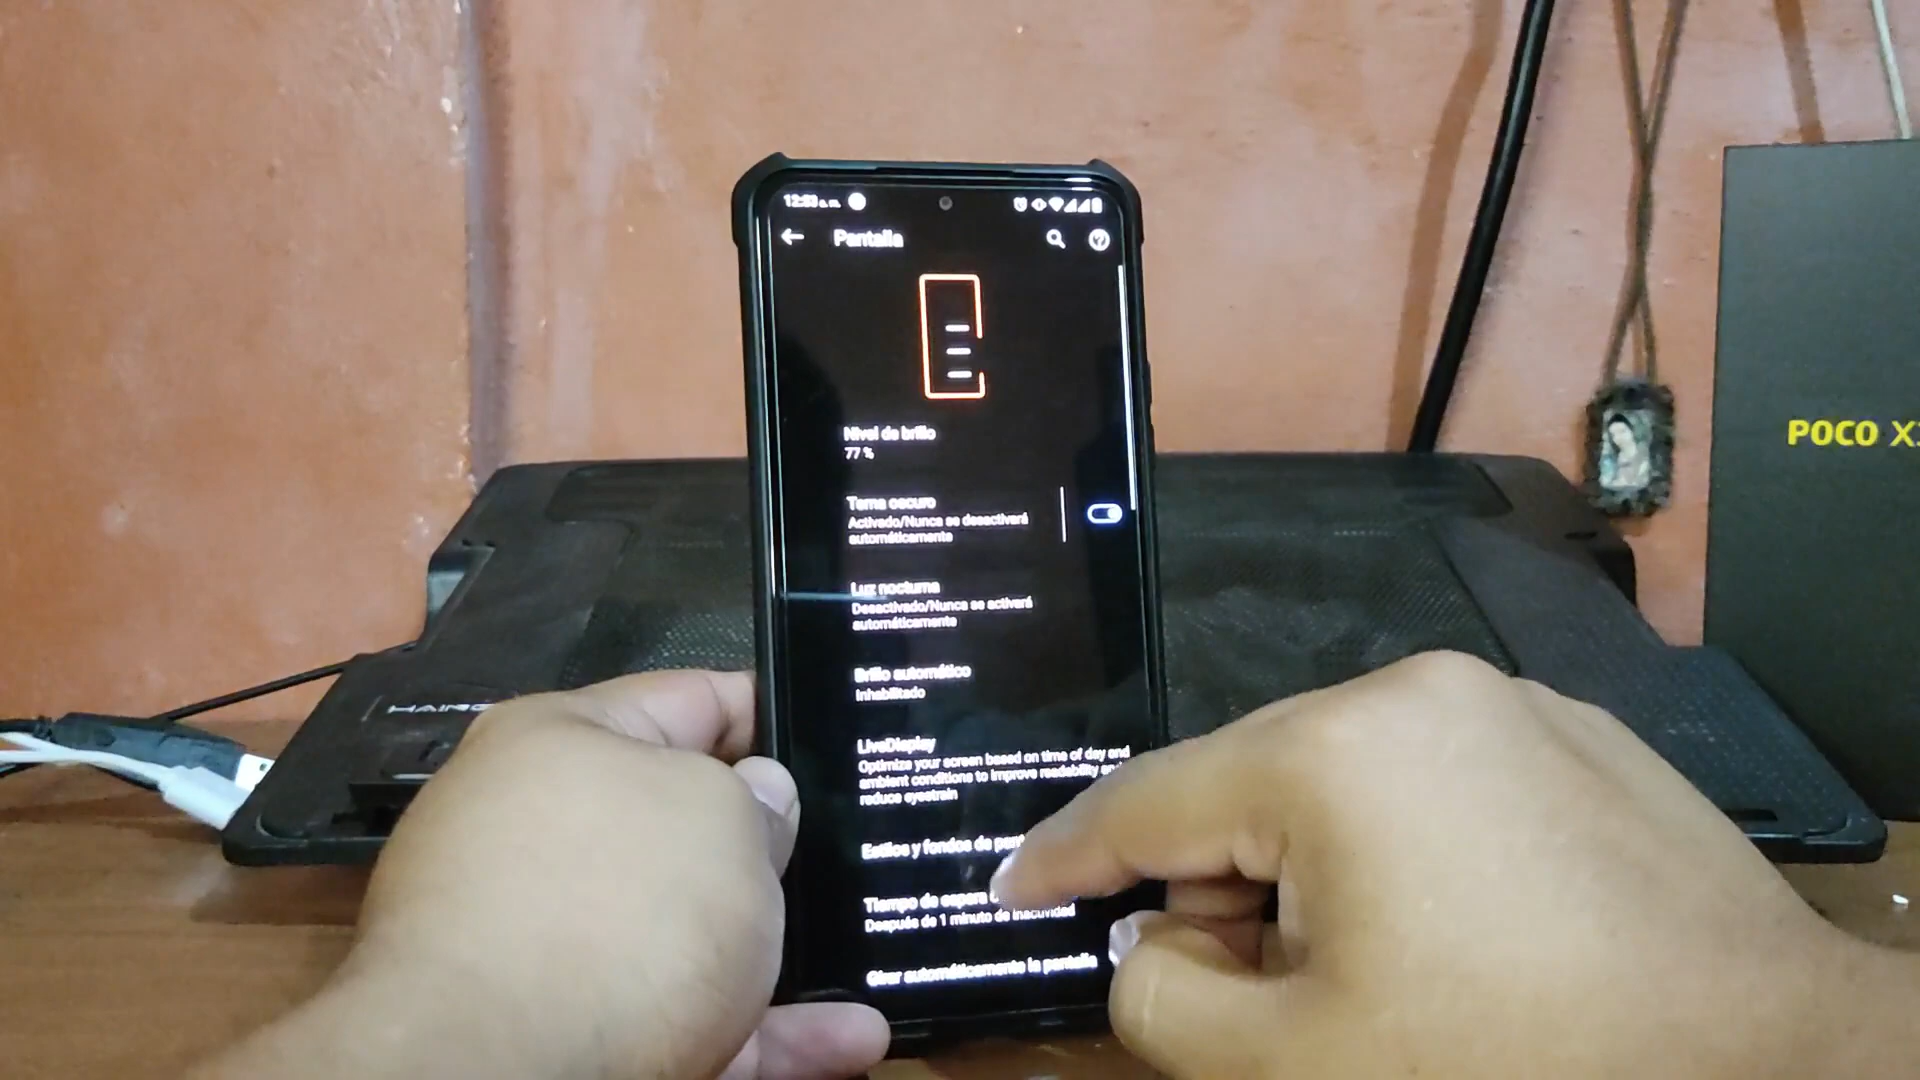 Pantalla
Nivel de brillo
77 %
Tema oscuro
Activado/Nunca se desactivará
automáticamente
Luz nocturna
Desactivado/Nunca se activará
automáticamente
Brillo automático
Inhabilitado
LiveDisplay
Optimize your screen based on time of day and
ambient conditions to improve readability
reduce eyestrain
Estilos y fondos de
Tiempo de espera
Después de 1 minuto de inactividad
Girar automáticamente la pantalla
POCO